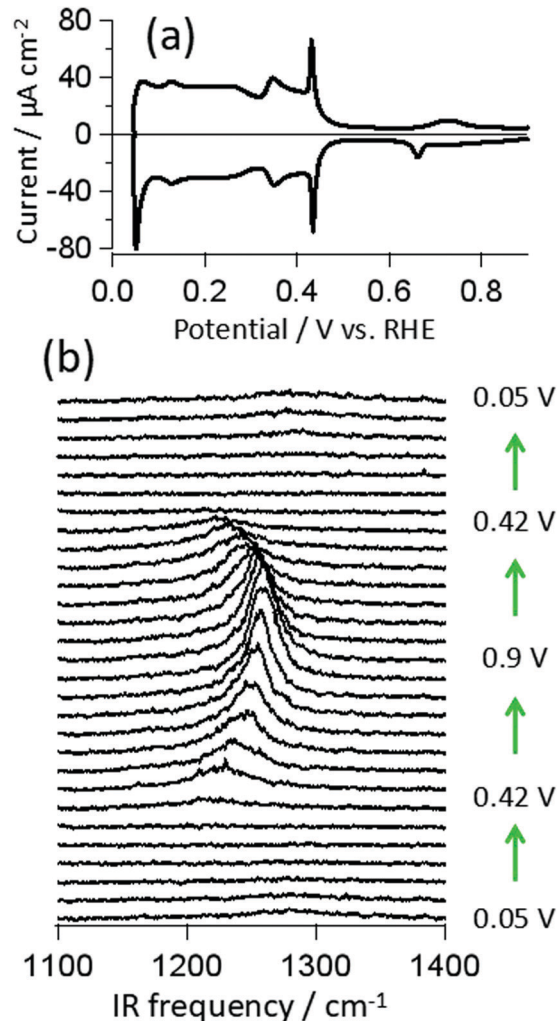 (a)
80
40
0
-40
-80
Current / µA cm-2
0.0 0.2 0.4 0.6 0.8
Potential / V vs. RHE
(b)
0.05 V
0.42 V
0.9 V
0.42 V
0.05 V
1100 1200 1300 1400
IR frequency / cm-1